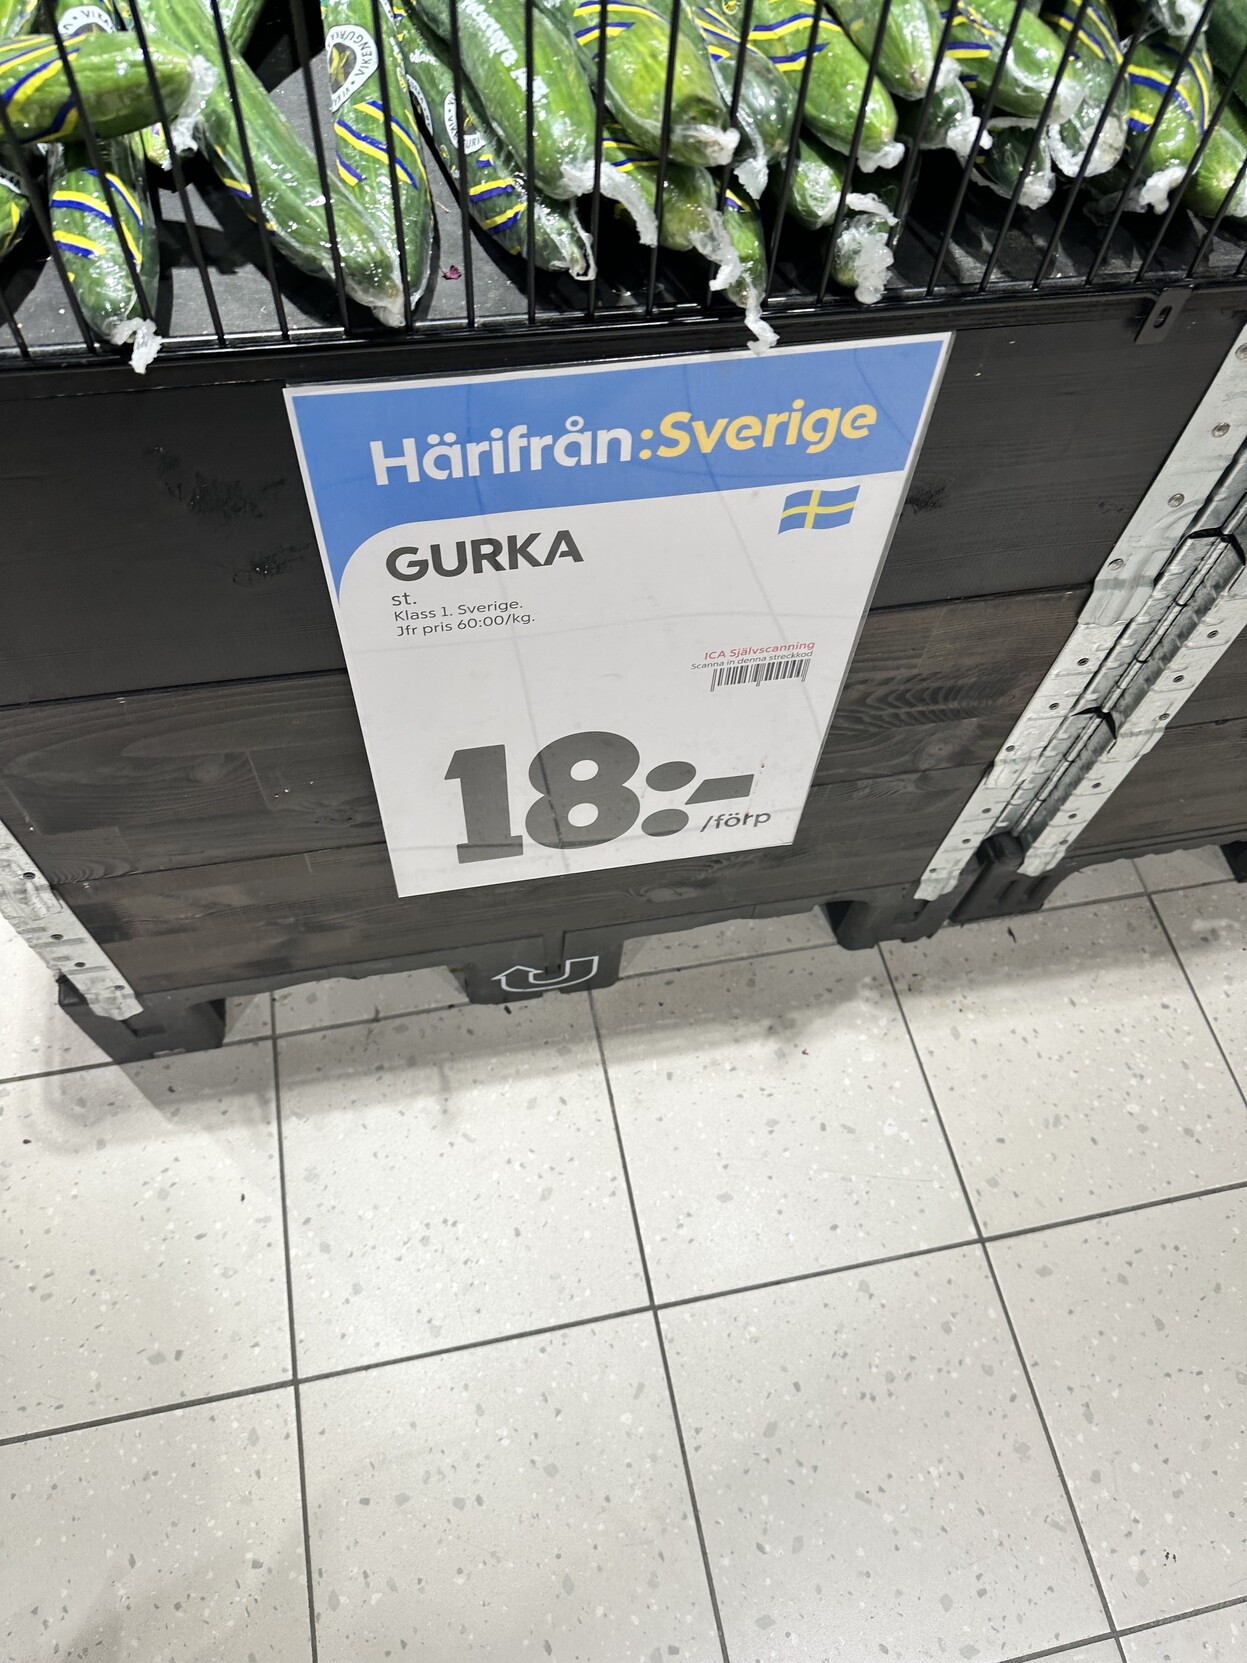 VIKENGURKA
Härifrån:Sverige
GURKA
st.
Klass 1. Sverige.
Jfr pris 60:00/kg.
ICA Självscanning
Scanna in denna streckkod
18:-
/förp